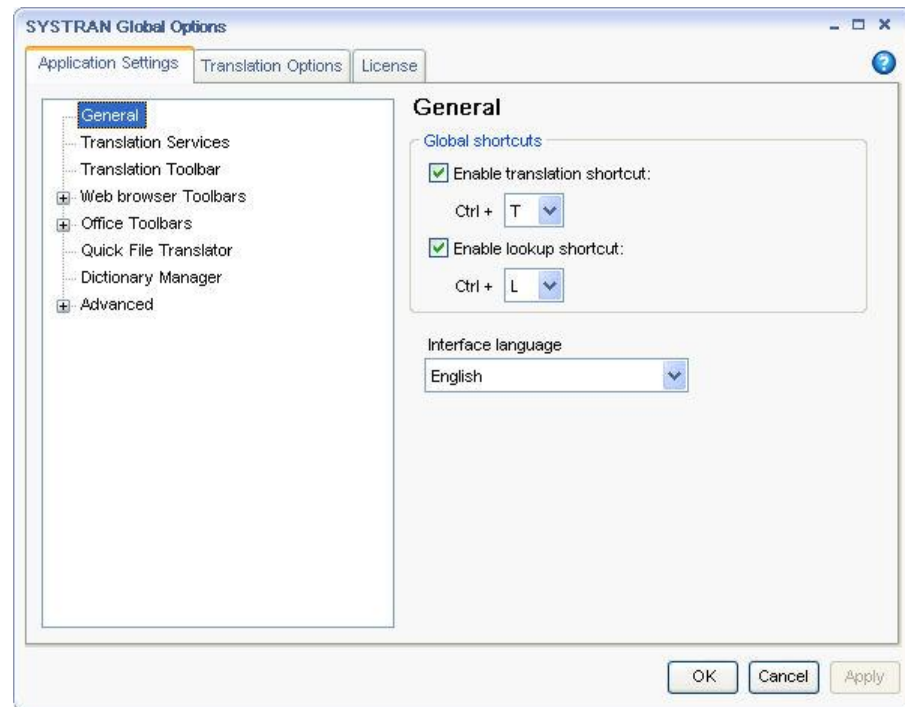 SYSTRAN Global Options
Application Settings
Translation Options
License
General
Translation Services
Translation Toolbar
Web browser Toolbars
Office Toolbars
Quick File Translator
Dictionary Manager
Advanced
General
Global shortcuts
Enable translation shortcut:
Ctrl + T
Enable lookup shortcut:
Ctrl + L
Interface language
English
OK
Cancel
Apply